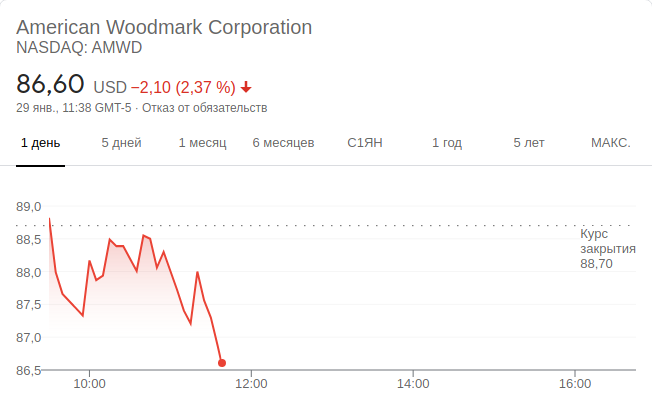 American Woodmark Corporation
NASDAQ: AMWD
86,60 USD −2,10 (2,37 %)
29 янв., 11:38 GMT-5 · Отказ от обязательств
1 день 5 дней 1 месяц 6 месяцев С1ЯН 1 год 5 лет МАКС.
89,0
Курс
закрытия
88,70
88,5
88,0
87,5
87,0
86,5
10:00 12:00 14:00 16:00